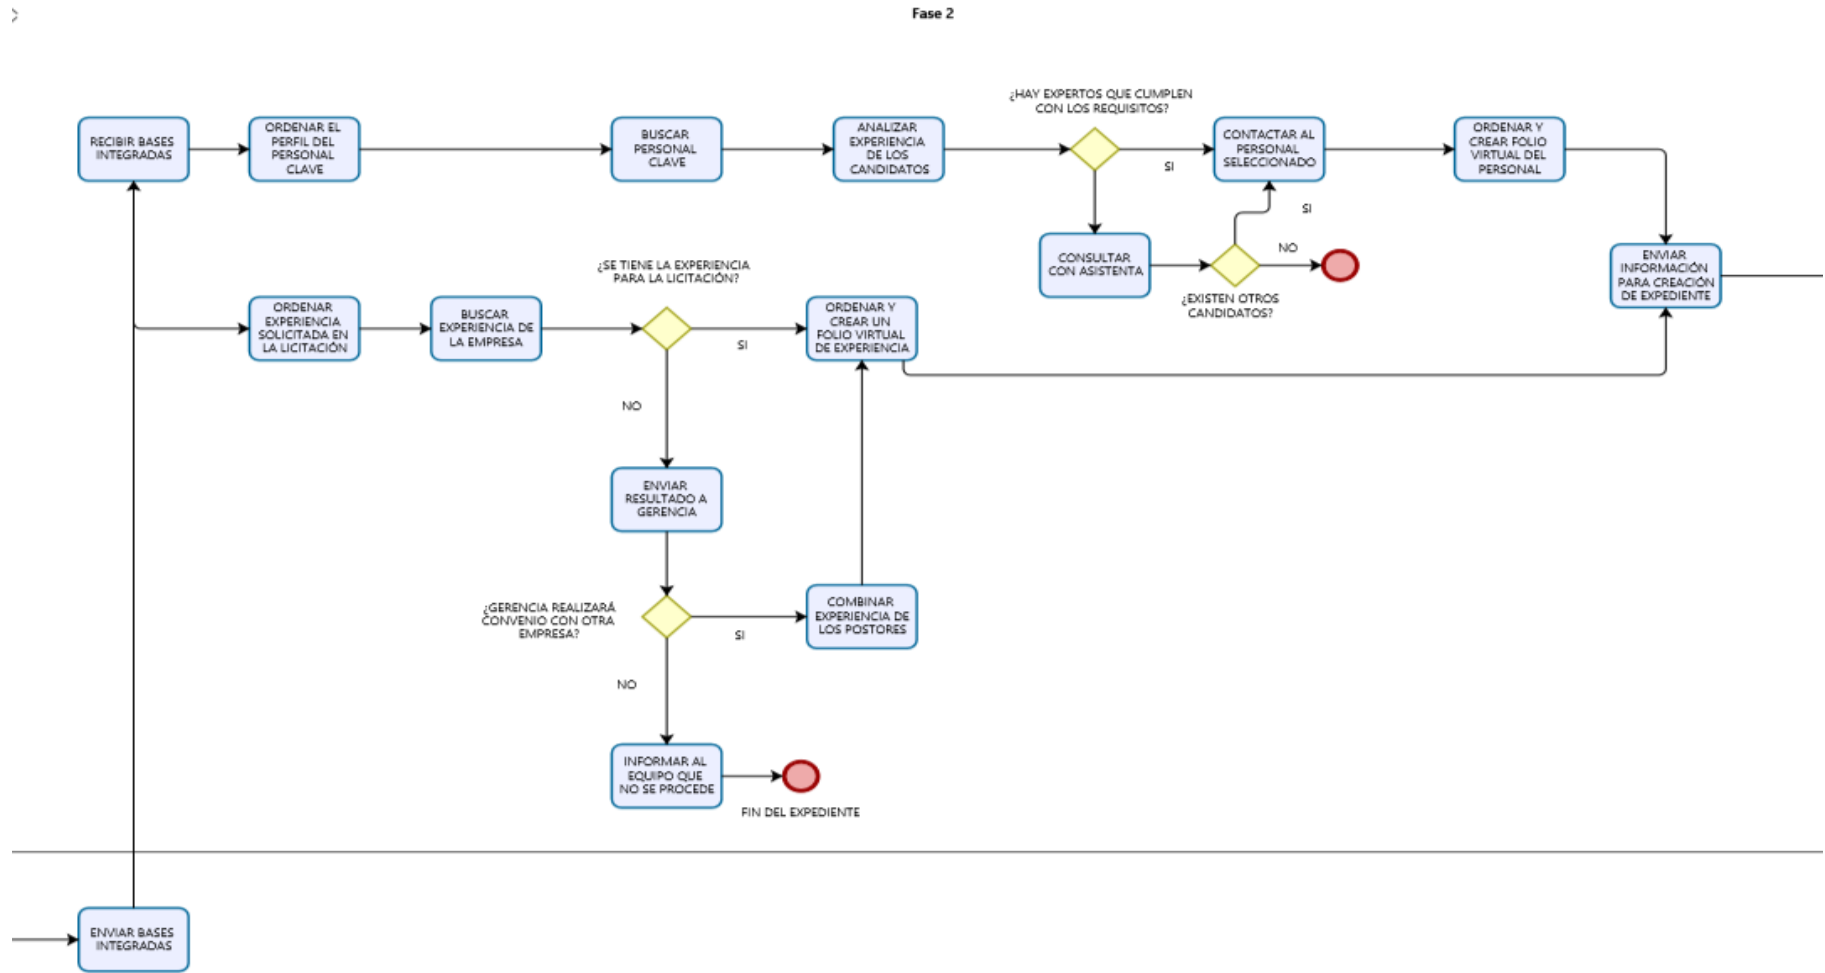 Fase 2
¿HAY EXPERTOS QUE CUMPLEN
CON LOS REQUISITOS?
RECIBIR BASES
INTEGRADAS
ORDENAR EL
PERFIL DEL
PERSONAL
CLAVE
BUSCAR
PERSONAL
CLAVE
ANALIZAR
EXPERIENCIA
DE LOS
CANDIDATOS
SI
CONTACTAR AL
PERSONAL
SELECCIONADO
ORDENAR Y
CREAR FOLIO
VIRTUAL DEL
PERSONAL
SI
CONSULTAR
CON ASISTENTA
NO
¿EXISTEN OTROS
CANDIDATOS?
ENVIAR
INFORMACIÓN
PARA CREACIÓN
DE EXPEDIENTE
¿SE TIENE LA EXPERIENCIA
PARA LA LICITACIÓN?
ORDENAR
EXPERIENCIA
SOLICITADA EN
LA LICITACIÓN
BUSCAR
EXPERIENCIA DE
LA EMPRESA
SI
ORDENAR Y
CREAR UN
FOLIO VIRTUAL
DE EXPERIENCIA
NO
ENVIAR
RESULTADO A
GERENCIA
¿GERENCIA REALIZARÁ
CONVENIO CON OTRA
EMPRESA?
SI
COMBINAR
EXPERIENCIA DE
LOS POSTORES
NO
INFORMAR AL
EQUIPO QUE
NO SE PROCEDE
FIN DEL EXPEDIENTE
ENVIAR BASES
INTEGRADAS